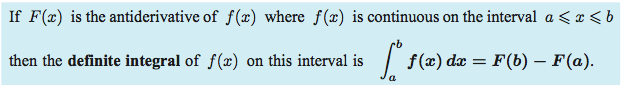 If F(x) is the antiderivative of f(x) where f(x) is continuous on the interval a ⩽ x ⩽ b
then the definite integral of f(x) on this interval is ∫_a^b f(x) dx = F(b) − F(a).